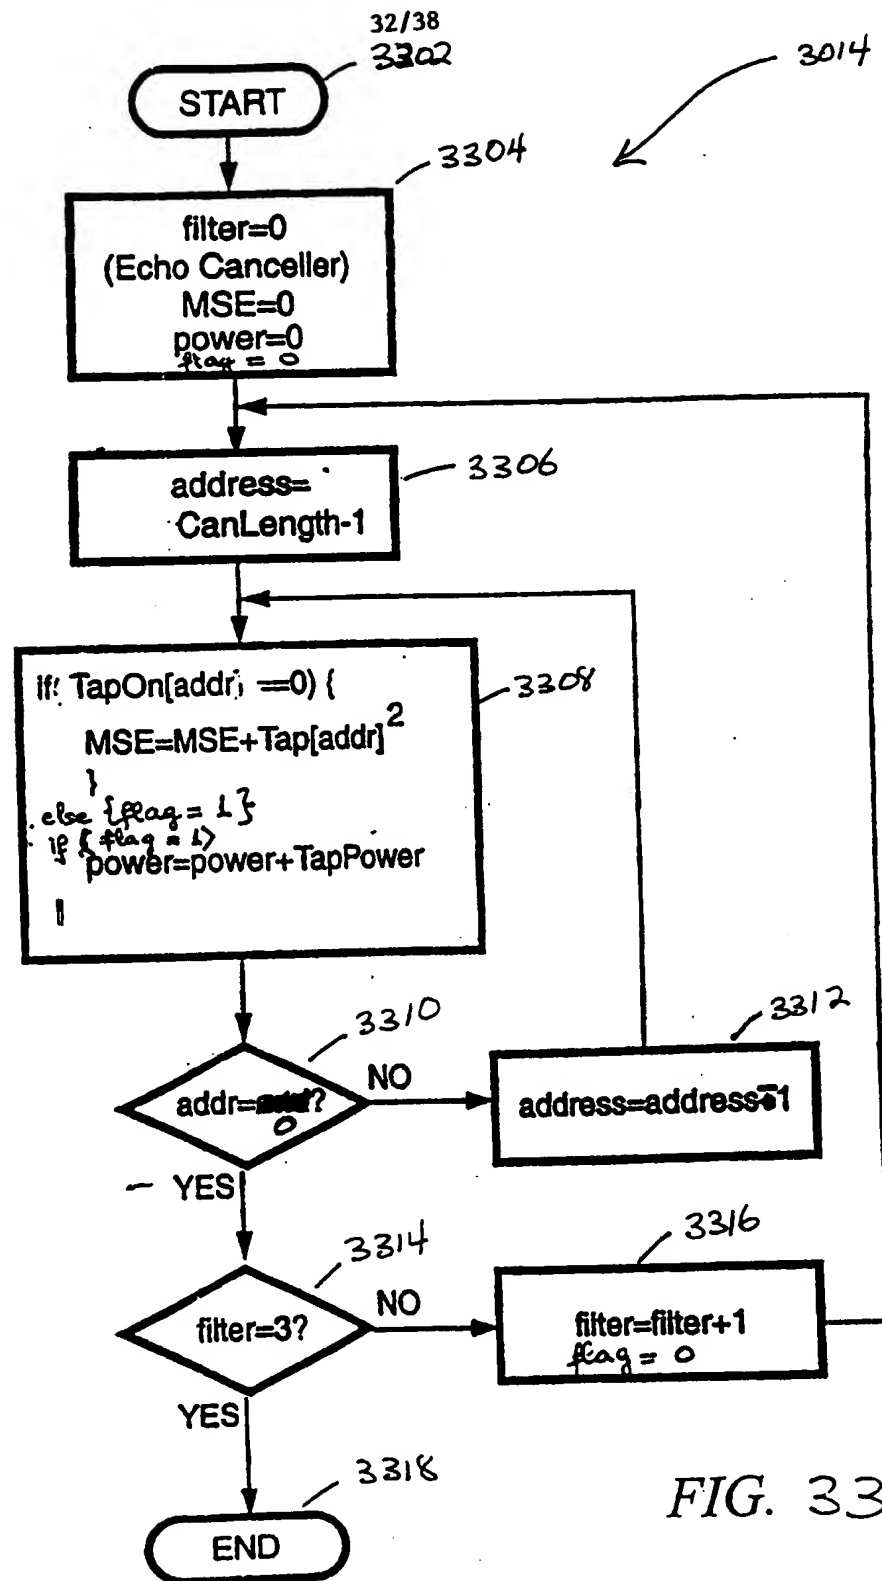 32/38
3302
3014
START
3304
filter=0
(Echo Canceller)
MSE=0
power=0
flag = 0
3306
address=
CanLength-1
3308
if: TapOn[addr] ==0) {
MSE=MSE+Tap[addr]2
}
else {flag = 1}
if { flag = 1}
power=power+TapPower
3310
3312
addr= ?
0
NO
address=address-1
YES
3314
3316
filter=3?
NO
filter=filter+1
flag = 0
YES
3318
END
FIG. 33